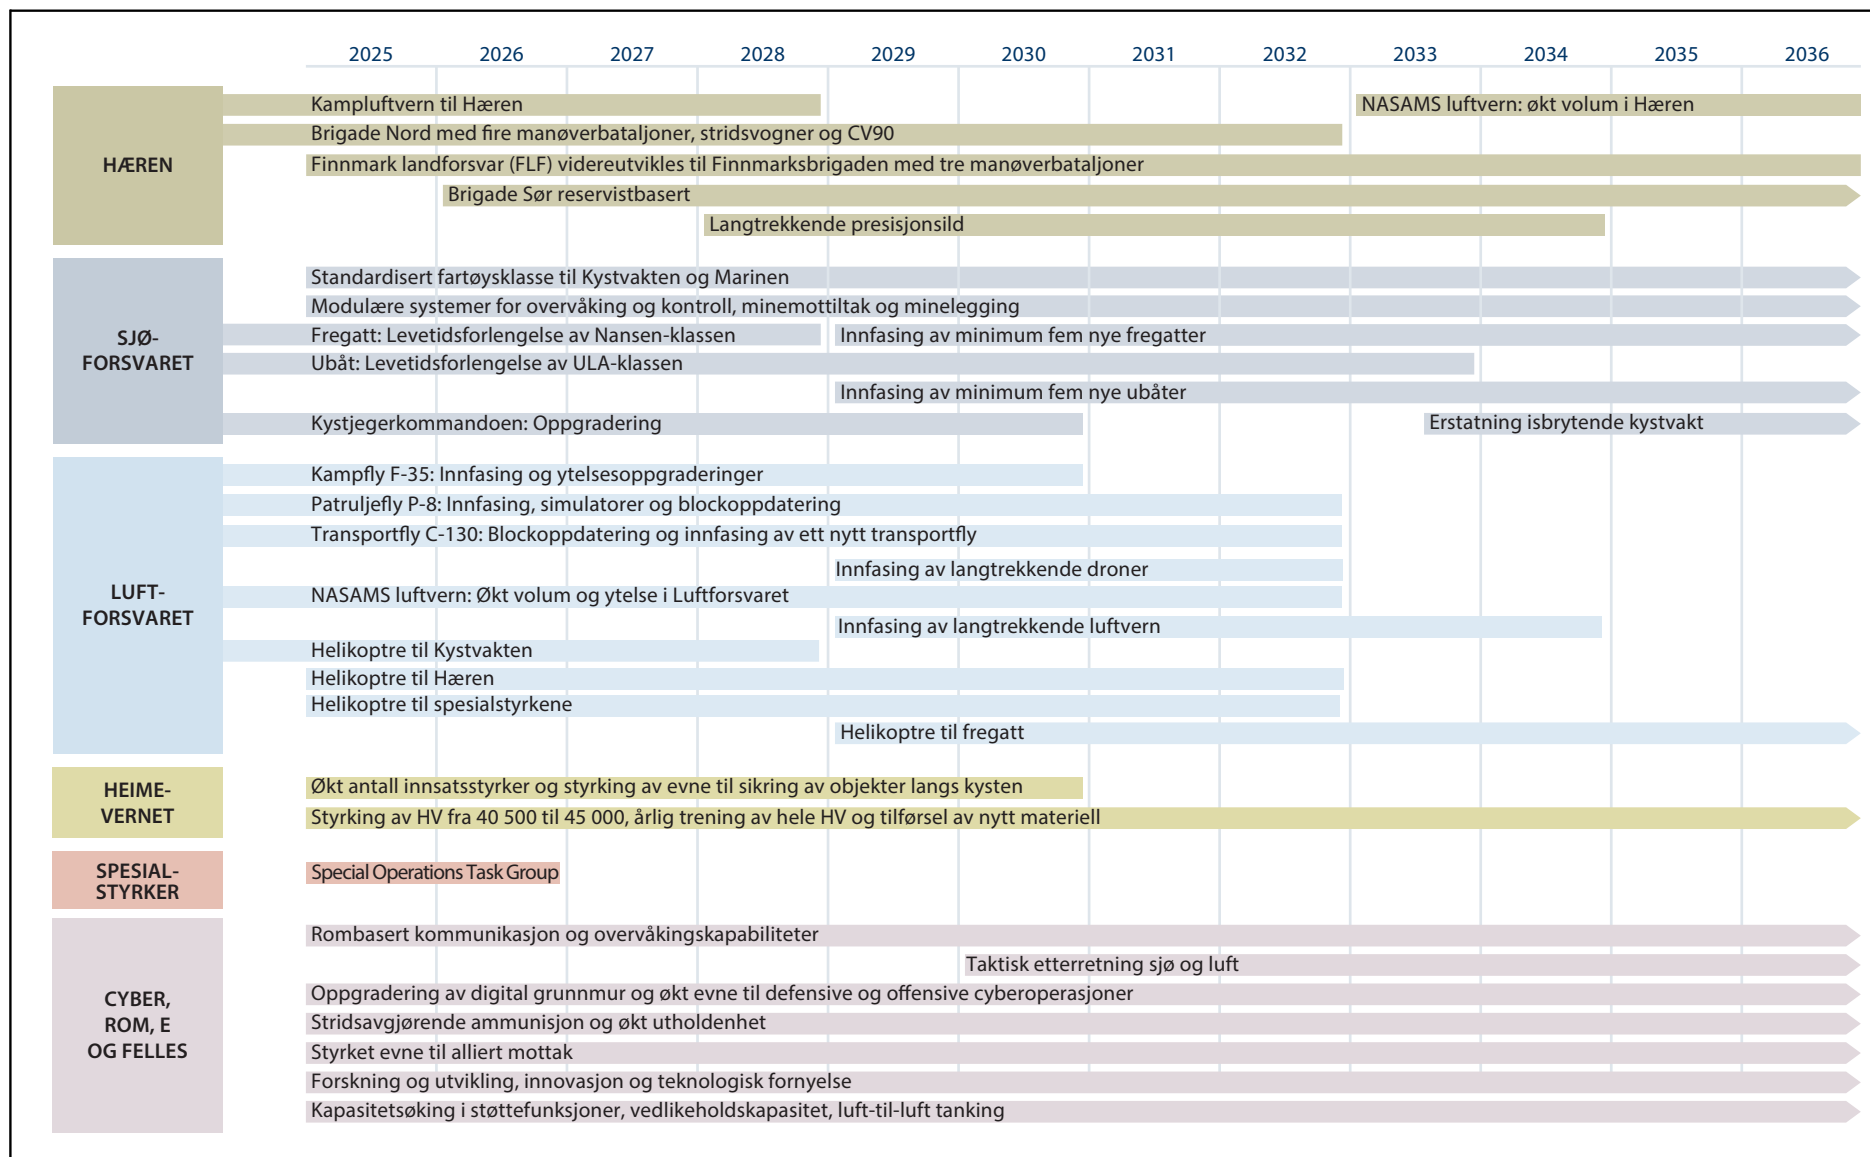 2025 2026 2027 2028 2029 2030 2031 2032 2033 2034 2035 2036
HÆREN
Kampluftvern til Hæren
NASAMS luftvern: økt volum i Hæren
Brigade Nord med fire manøverbataljoner, stridsvogner og CV90
Finnmark landforsvar (FLF) videreutvikles til Finnmarksbrigaden med tre manøverbataljoner
Brigade Sør reservistbasert
Langtrekkende presisjonsild
SJØ-
FORSVARET
Standardisert fartøysklasse til Kystvakten og Marinen
Modulære systemer for overvåking og kontroll, minemottiltak og minelegging
Fregatt: Levetidsforlengelse av Nansen-klassen
Innfasing av minimum fem nye fregatter
Ubåt: Levetidsforlengelse av ULA-klassen
Innfasing av minimum fem nye ubåter
Kystjegerkommandoen: Oppgradering
Erstatning isbrytende kystvakt
LUFT-
FORSVARET
Kampfly F-35: Innfasing og ytelsesoppgraderinger
Patruljefly P-8: Innfasing, simulatorer og blockoppdatering
Transportfly C-130: Blockoppdatering og innfasing av ett nytt transportfly
Innfasing av langtrekkende droner
NASAMS luftvern: Økt volum og ytelse i Luftforsvaret
Innfasing av langtrekkende luftvern
Helikoptre til Kystvakten
Helikoptre til Hæren
Helikoptre til spesialstyrkene
Helikoptre til fregatt
HEIME-
VERNET
Økt antall innsatsstyrker og styrking av evne til sikring av objekter langs kysten
Styrking av HV fra 40 500 til 45 000, årlig trening av hele HV og tilførsel av nytt materiell
SPESIAL-
STYRKER
Special Operations Task Group
CYBER,
ROM, E
OG FELLES
Rombasert kommunikasjon og overvåkingskapabiliteter
Taktisk etterretning sjø og luft
Oppgradering av digital grunnmur og økt evne til defensive og offensive cyberoperasjoner
Stridsavgjørende ammunisjon og økt utholdenhet
Styrket evne til alliert mottak
Forskning og utvikling, innovasjon og teknologisk fornyelse
Kapasitetsøking i støttefunksjoner, vedlikeholdskapasitet, luft-til-luft tanking